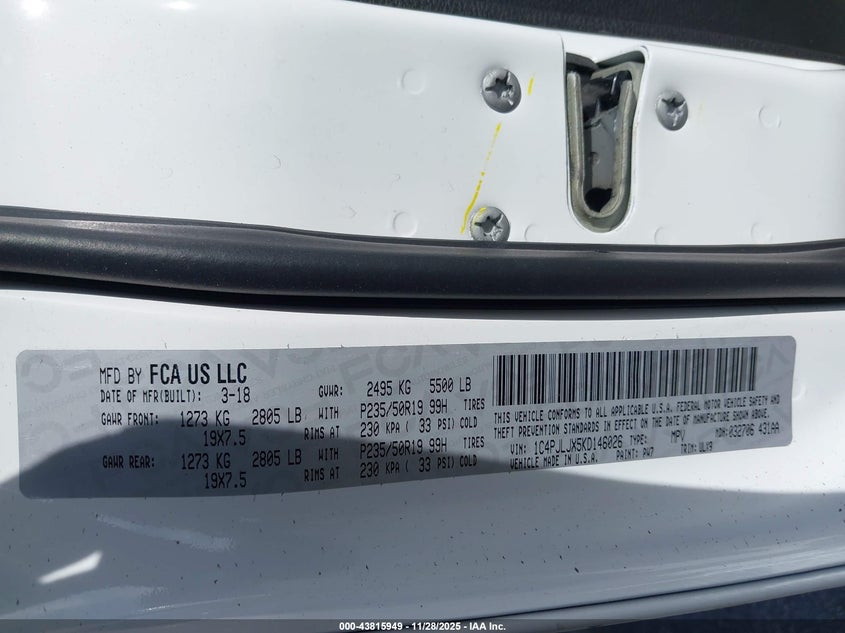 MFD BY FCA US LLC
DATE OF MFR(BUILT): 3-18 GVWR: 2495 KG 5500 LB
GAWR FRONT: 1273 KG 2805 LB WITH P235/50R19 99H TIRES
19X7.5 RIMS AT 230 KPA ( 33 PSI) COLD
GAWR REAR: 1273 KG 2805 LB WITH P235/50R19 99H TIRES
19X7.5 RIMS AT 230 KPA ( 33 PSI) COLD
THIS VEHICLE CONFORMS TO ALL APPLICABLE U.S.A. FEDERAL MOTOR VEHICLE SAFETY AND
THEFT PREVENTION STANDARDS IN EFFECT ON THE DATE OF MANUFACTURE SHOWN ABOVE.
VIN: 1C4PJLJX5KD146026 TYPE: MPV MDH: 032706 431AA
VEHICLE MADE IN U.S.A. PAINT: PW7 TRIM: ULX9
000-43815949 - 11/28/2025 - IAA Inc.